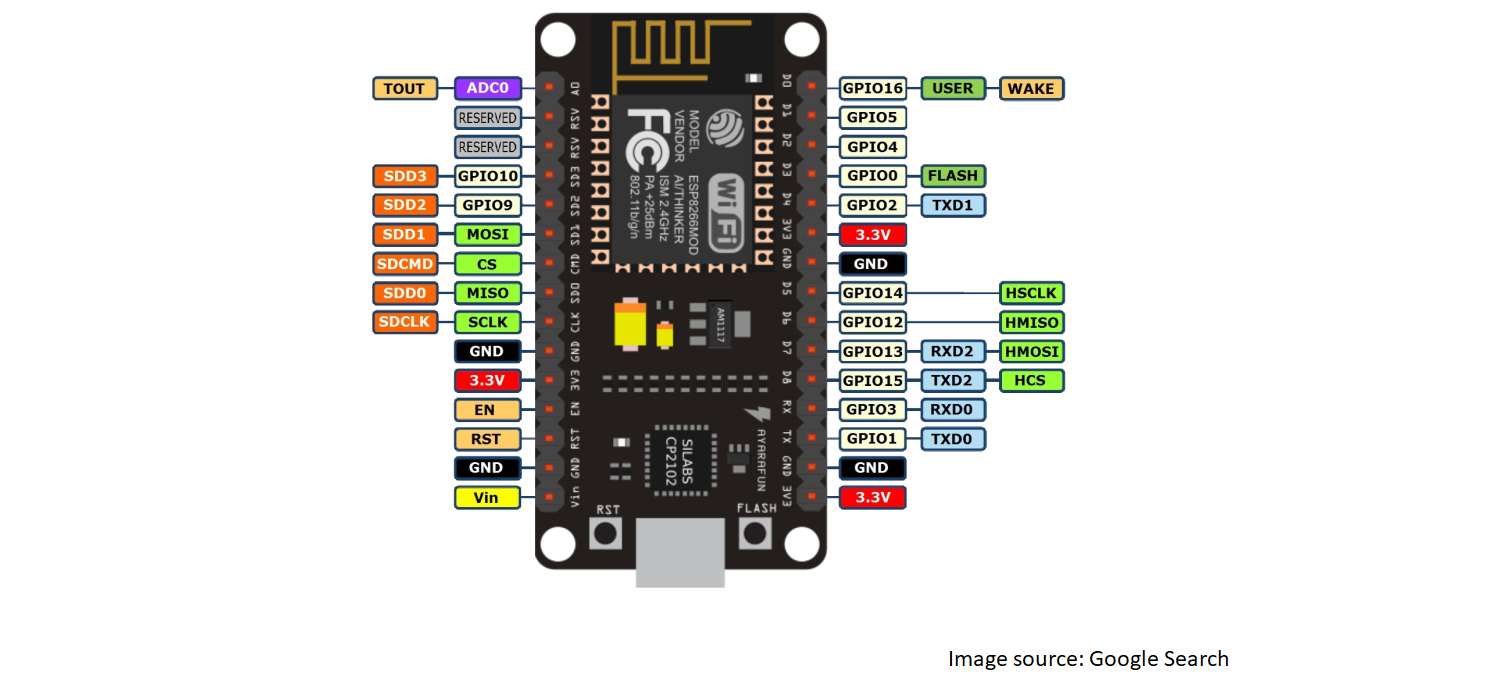 TOUT ADC0 A0 D0 GPIO16 USER WAKE
RESERVED RSV D1 GPIO5
RESERVED RSV D2 GPIO4
SDD3 GPIO10 SD3 D3 GPIO0 FLASH
SDD2 GPIO9 SD2 D4 GPIO2 TXD1
SDD1 MOSI SD1 3V3 3.3V
SDCMD CS CMD GND GND
SDD0 MISO SDO D5 GPIO14 HSCLK
SDCLK SCLK CLK D6 GPIO12 HMISO
GND GND D7 GPIO13 RXD2 HMOSI
3.3V 3V3 D8 GPIO15 TXD2 HCS
EN EN RX GPIO3 RXD0
RST RST TX GPIO1 TXD0
GND GND GND GND
Vin Vin 3V3 3.3V
FC
MODEL
VENDOR
WiFi
ESP8266MOD
AI/THINKER
ISM 2.4GHz
PA +25dBm
802.11b/g/n
AM1117
SILABS
CP2102
AYARAFUN
RST
FLASH
Image source: Google Search